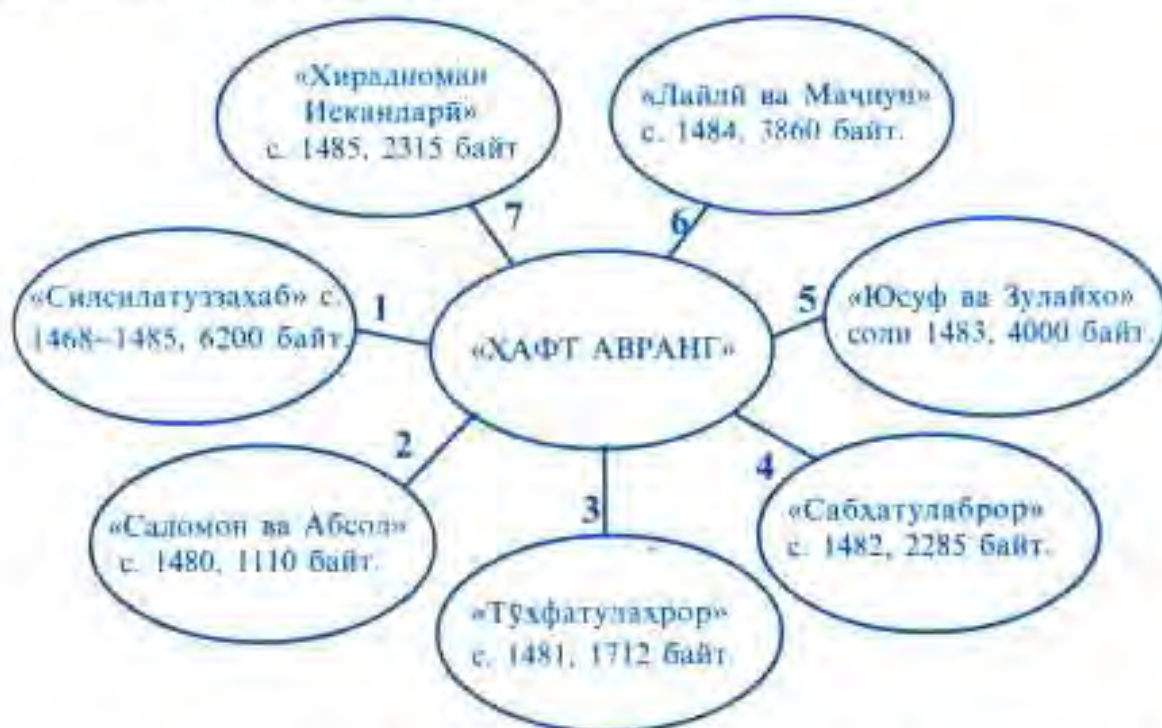 «Хирадномаи
Искандарӣ»
с. 1485, 2315 байт
7
«Лайлӣ ва Маҷнун»
с. 1484, 3860 байт.
6
«Силсилатуззаҳаб» с.
1468–1485, 6200 байт.
1
«ҲАФТ АВРАНГ»
5
«Юсуф ва Зулайхо»
соли 1483, 4000 байт.
2
«Саломон ва Абсол»
с. 1480, 1110 байт.
3
«Тӯҳфатулаҳрор»
с. 1481, 1712 байт.
4
«Сабҳатулаброр»
с. 1482, 2285 байт.